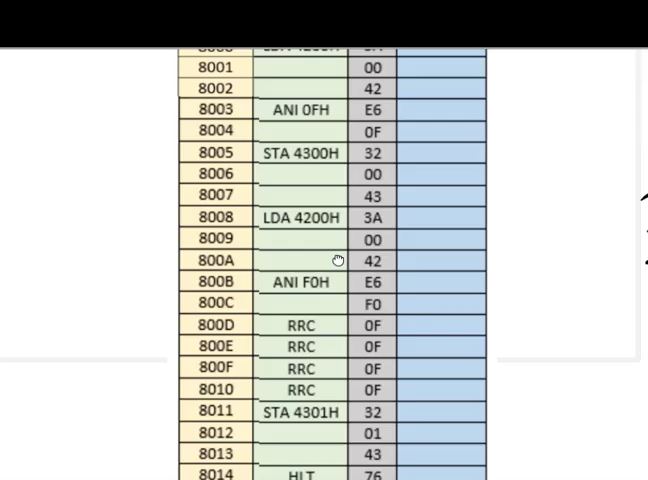 8001 00
8002 42
8003 ANI 0FH E6
8004 0F
8005 STA 4300H 32
8006 00
8007 43
8008 LDA 4200H 3A
8009 00
800A 42
800B ANI F0H E6
800C F0
800D RRC 0F
800E RRC 0F
800F RRC 0F
8010 RRC 0F
8011 STA 4301H 32
8012 01
8013 43
8014 HLT 76